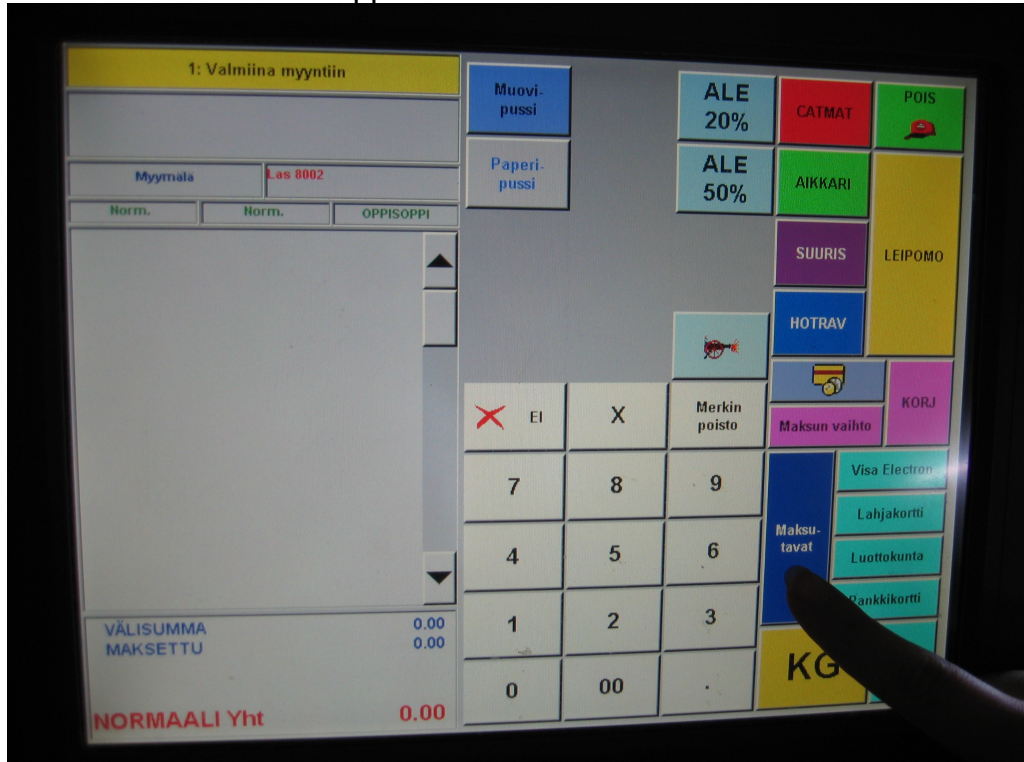 1: Valmiina myyntiin
Myymälä
Las 8002
Norm.
Norm.
OPPISOPPI
VÄLISUMMA 0.00
MAKSETTU 0.00
NORMAALI Yht 0.00
Muovi-
pussi
Paperi-
pussi
ALE
20%
ALE
50%
CATMAT
POIS
AIKKARI
SUURIS
LEIPOMO
HOTRAV
KORJ
Maksun vaihto
EI
X
Merkin
poisto
7
8
9
4
5
6
1
2
3
0
00
.
Maksu-
tavat
Visa Electron
Lahjakortti
Luottokunta
Pankkikortti
KG